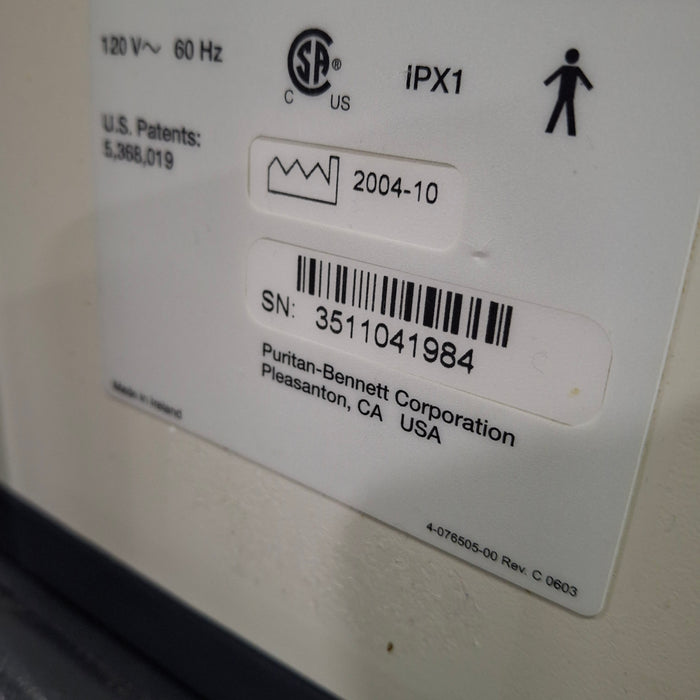 120 V~ 60 Hz
C SA ® US
IPX1
U.S. Patents:
5,368,019
2004-10
SN: 3511041984
Puritan-Bennett Corporation
Pleasanton, CA USA
Made in Ireland
4-076505-00 Rev. C 0603